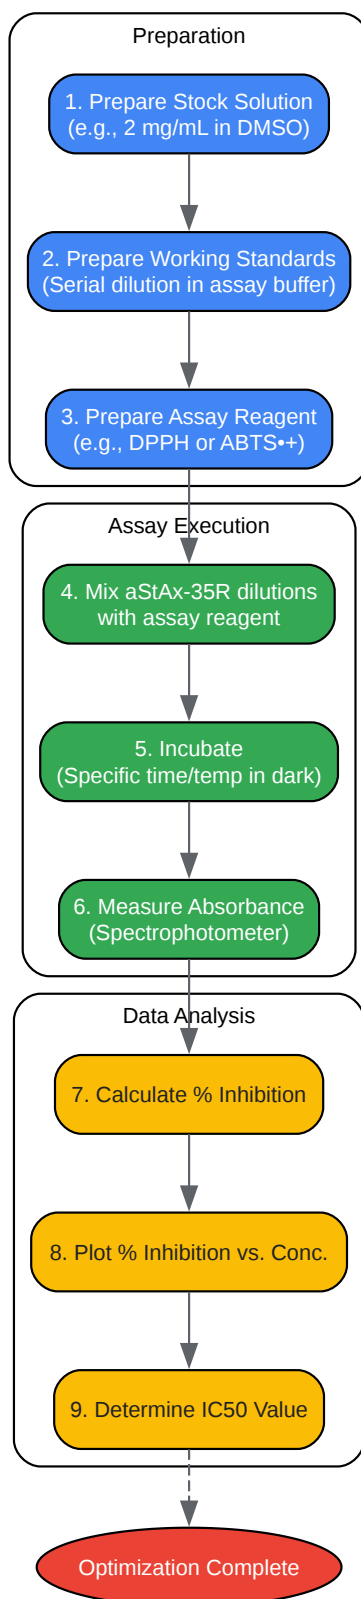 Preparation
1. Prepare Stock Solution
(e.g., 2 mg/mL in DMSO)
2. Prepare Working Standards
(Serial dilution in assay buffer)
3. Prepare Assay Reagent
(e.g., DPPH or ABTS•+)
Assay Execution
4. Mix aStAx-35R dilutions
with assay reagent
5. Incubate
(Specific time/temp in dark)
6. Measure Absorbance
(Spectrophotometer)
Data Analysis
7. Calculate % Inhibition
8. Plot % Inhibition vs. Conc.
9. Determine IC50 Value
Optimization Complete